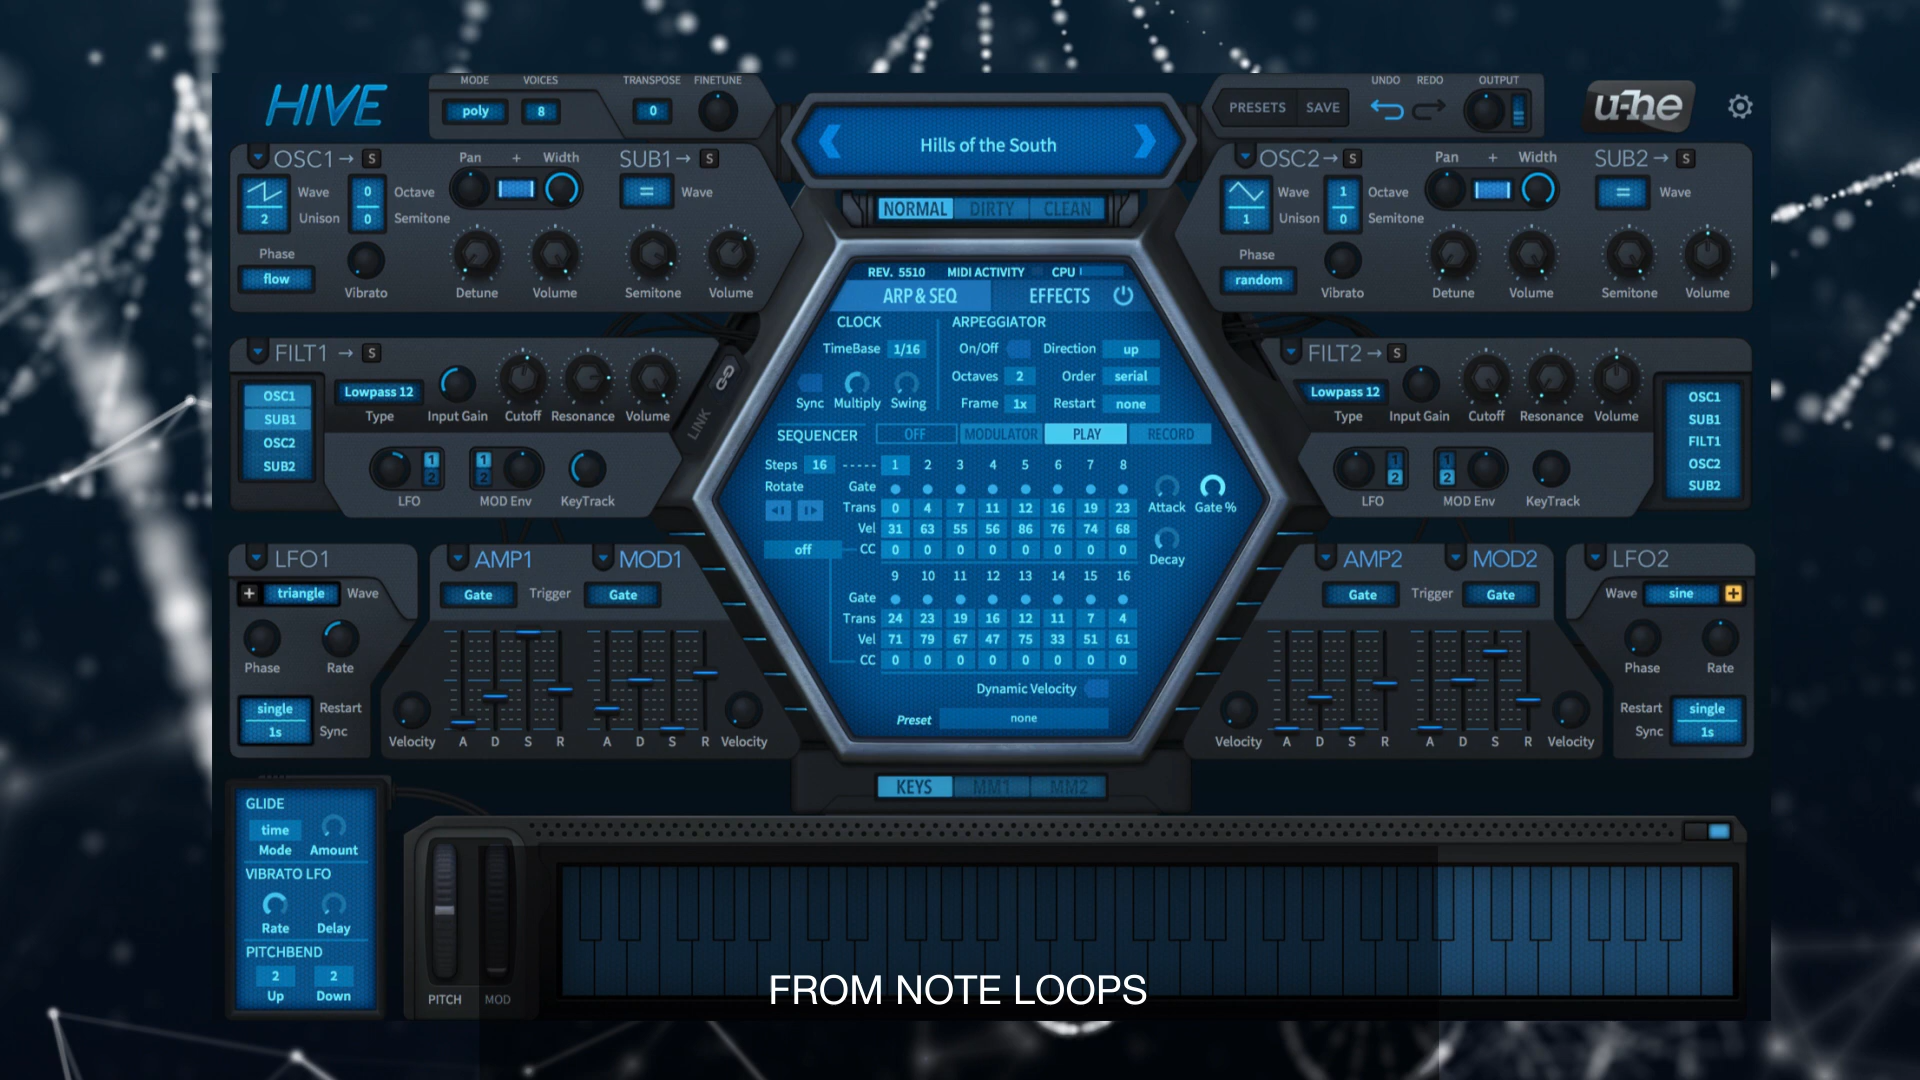 HIVE
MODE VOICES TRANSPOSE FINETUNE
poly 8 0
Hills of the South
PRESETS SAVE
UNDO REDO OUTPUT
u-he
NORMAL DIRTY CLEAN
OSC1 → S
Pan + Width
SUB1 → S
Wave 0 Octave
2 Unison 0 Semitone
= Wave
Phase
flow
Vibrato Detune Volume Semitone Volume
OSC2 → S
Pan + Width
SUB2 → S
Wave 1 Octave
1 Unison 0 Semitone
= Wave
Phase
random
Vibrato Detune Volume Semitone Volume
FILT1 → S
OSC1
SUB1
OSC2
SUB2
Lowpass 12
Type Input Gain Cutoff Resonance Volume
1 2 1 2
LFO MOD Env KeyTrack
LINK
REV. 5510 MIDI ACTIVITY CPU
ARP & SEQ EFFECTS
CLOCK ARPEGGIATOR
TimeBase 1/16 On/Off Direction up
Octaves 2 Order serial
Sync Multiply Swing Frame 1x Restart none
SEQUENCER OFF MODULATOR PLAY RECORD
Steps 16 ----- 1 2 3 4 5 6 7 8
Rotate Gate
Trans 0 4 7 11 12 16 19 23
Attack Gate %
Vel 31 63 55 56 86 76 74 68
off CC 0 0 0 0 0 0 0 0
Decay
9 10 11 12 13 14 15 16
Gate
Trans 24 23 19 16 12 11 7 4
Vel 71 79 67 47 75 33 51 61
CC 0 0 0 0 0 0 0 0
Dynamic Velocity
Preset none
FILT2 → S
Lowpass 12
Type Input Gain Cutoff Resonance Volume
1 2 1 2
LFO MOD Env KeyTrack
OSC1
SUB1
FILT1
OSC2
SUB2
LFO1
+ triangle Wave
Phase Rate
single Restart
1s Sync
AMP1 MOD1
Gate Trigger Gate
Velocity A D S R A D S R Velocity
AMP2 MOD2
Gate Trigger Gate
Velocity A D S R A D S R Velocity
LFO2
Wave sine +
Phase Rate
Restart single
Sync 1s
KEYS MM1 MM2
GLIDE
time
Mode Amount
VIBRATO LFO
Rate Delay
PITCHBEND
2 2
Up Down
PITCH MOD
FROM NOTE LOOPS